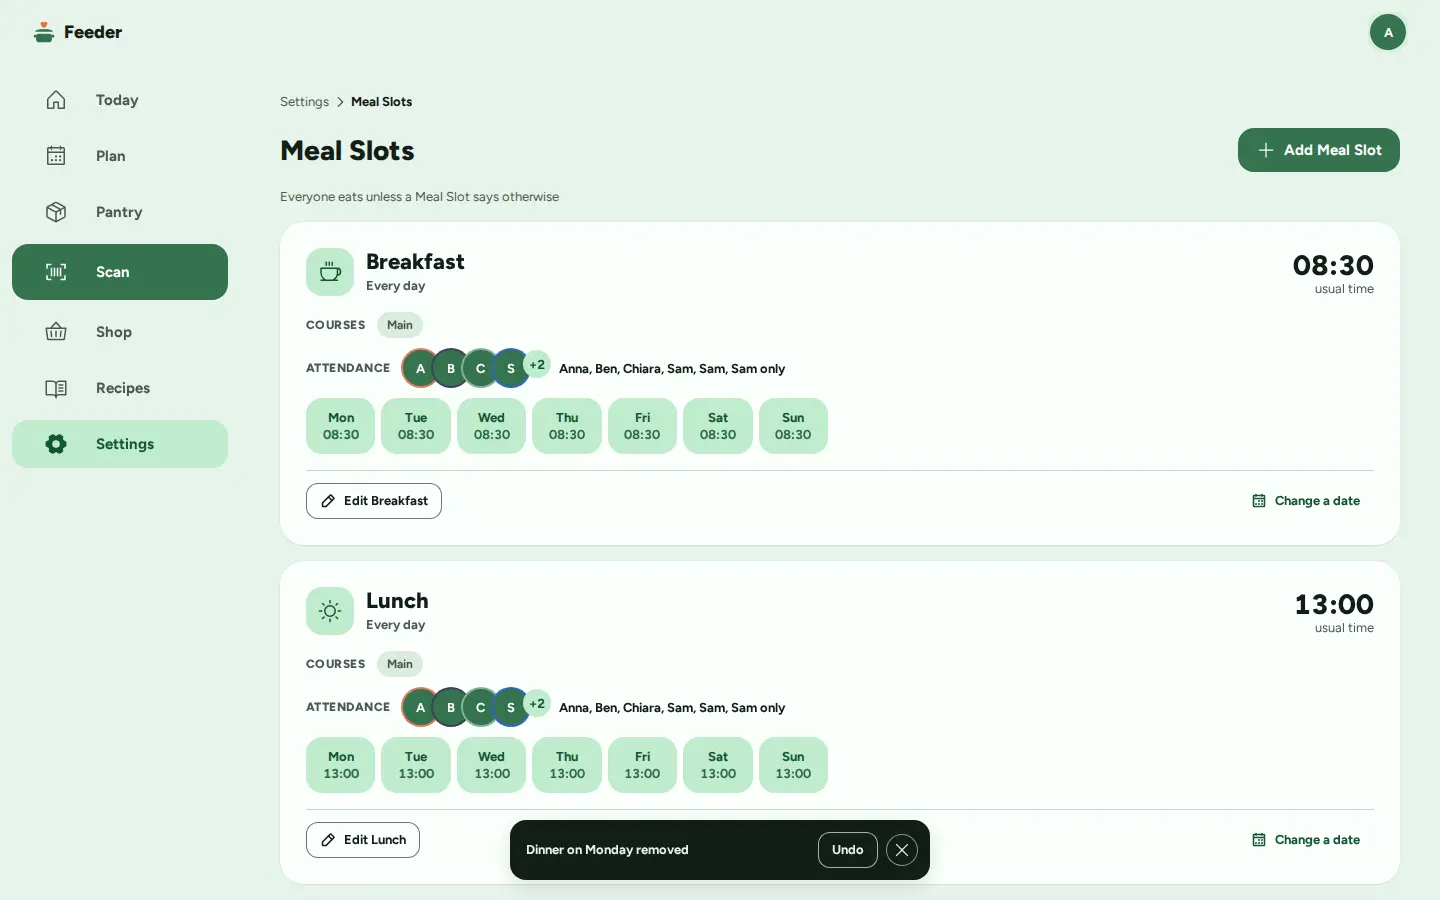 Feeder
A
Today
Plan
Pantry
Scan
Shop
Recipes
Settings
Settings > Meal Slots
Meal Slots
Add Meal Slot
Everyone eats unless a Meal Slot says otherwise
Breakfast
Every day
08:30
usual time
COURSES Main
ATTENDANCE A B C S +2 Anna, Ben, Chiara, Sam, Sam, Sam only
Mon Tue Wed Thu Fri Sat Sun
08:30 08:30 08:30 08:30 08:30 08:30 08:30
Edit Breakfast
Change a date
Lunch
Every day
13:00
usual time
COURSES Main
ATTENDANCE A B C S +2 Anna, Ben, Chiara, Sam, Sam, Sam only
Mon Tue Wed Thu Fri Sat Sun
13:00 13:00 13:00 13:00 13:00 13:00 13:00
Edit Lunch
Change a date
Dinner on Monday removed
Undo